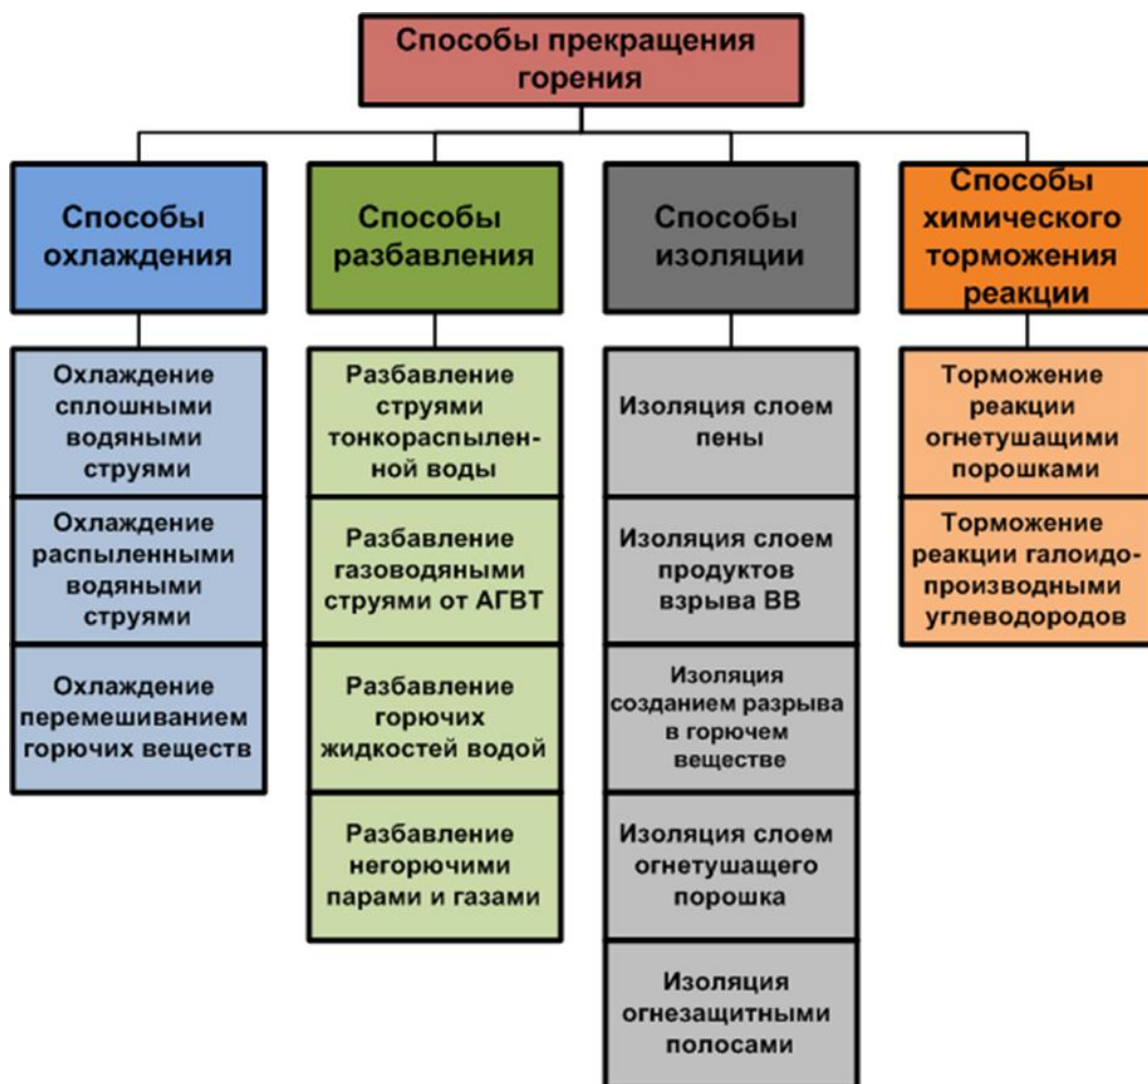 Способы прекращения
горения
Способы
охлаждения
Способы
разбавления
Способы
изоляции
Способы
химического
торможения
реакции
Охлаждение
сплошными
водяными
струями
Охлаждение
распыленными
водяными
струями
Охлаждение
перемешиванием
горючих веществ
Разбавление
струями
тонкораспылен-
ной воды
Разбавление
газоводяными
струями от АГВТ
Разбавление
горючих
жидкостей водой
Разбавление
негорючими
парами и газами
Изоляция слоем
пены
Изоляция слоем
продуктов
взрыва ВВ
Изоляция
созданием разрыва
в горючем
веществе
Изоляция слоем
огнетушащего
порошка
Изоляция
огнезащитными
полосами
Торможение
реакции
огнетушащими
порошками
Торможение
реакции галоидо-
производными
углеводородов